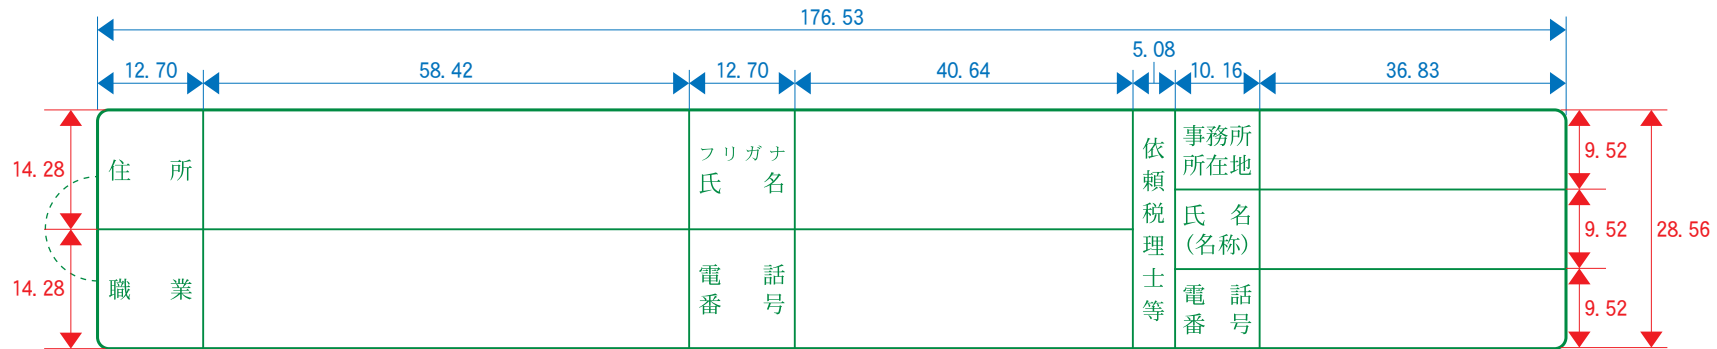 176.53
12.70 58.42 12.70 40.64 5.08 10.16 36.83
14.28
14.28
住所
職業
フリガナ
氏名
電話
番号
依頼税理士等
事務所
所在地
氏名
(名称)
電話
番号
9.52
9.52
9.52
28.56